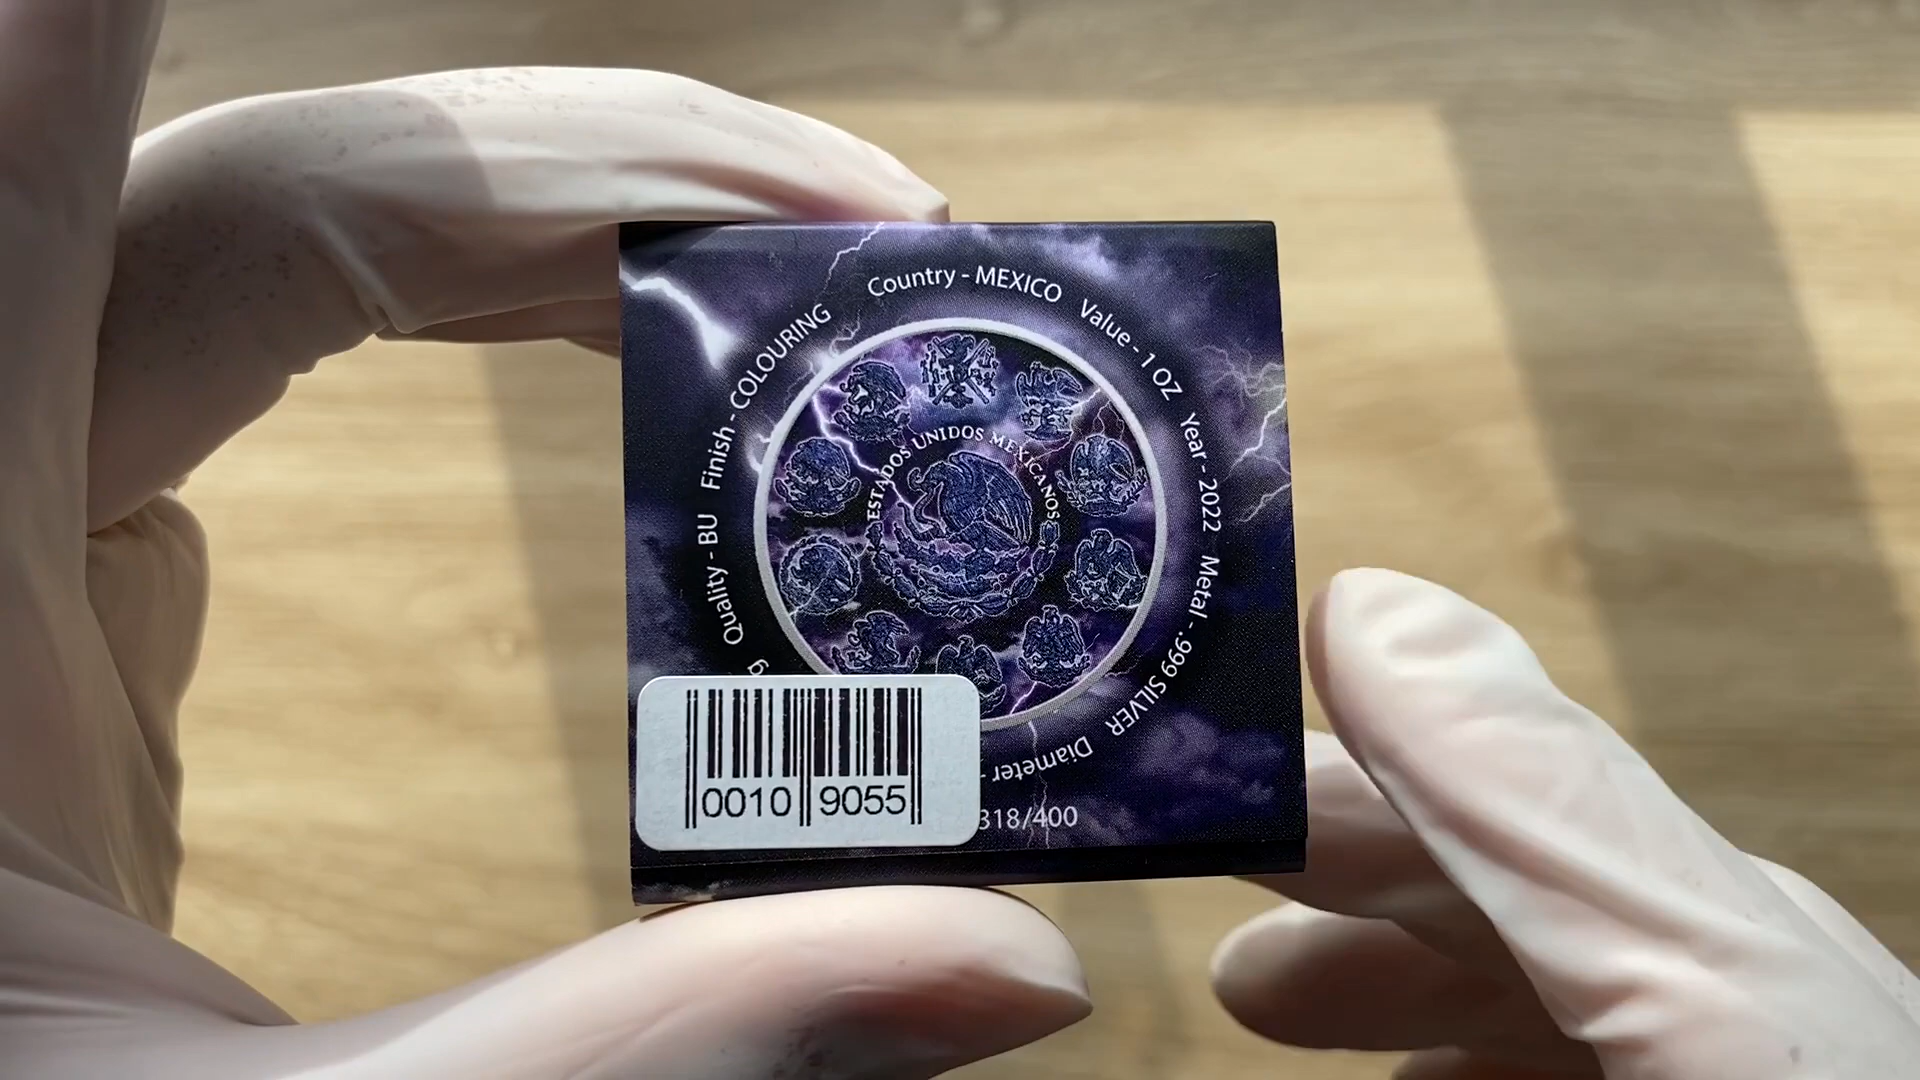 Country - MEXICO
Value - 1 OZ
Year - 2022
Metal - .999 SILVER
Diameter -
g
Quality - BU
Finish - COLOURING
ESTADOS UNIDOS MEXICANOS
318/400
0010 9055